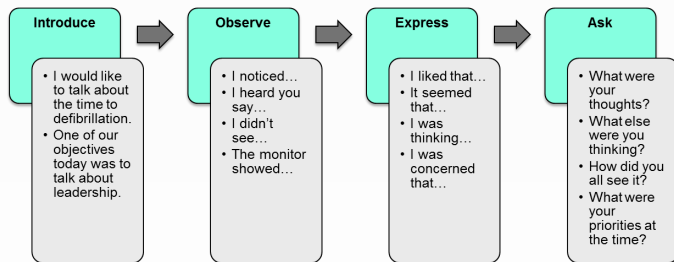 Introduce
• I would like
to talk about
the time to
defibrillation.
• One of our
objectives
today was to
talk about
leadership.
Observe
• I noticed…
• I heard you
say…
• I didn't
see…
• The monitor
showed…
Express
• I liked that…
• It seemed
that…
• I was
thinking…
• I was
concerned
that…
Ask
• What were
your
thoughts?
• What else
were you
thinking?
• How did you
all see it?
• What were
your
priorities at
the time?